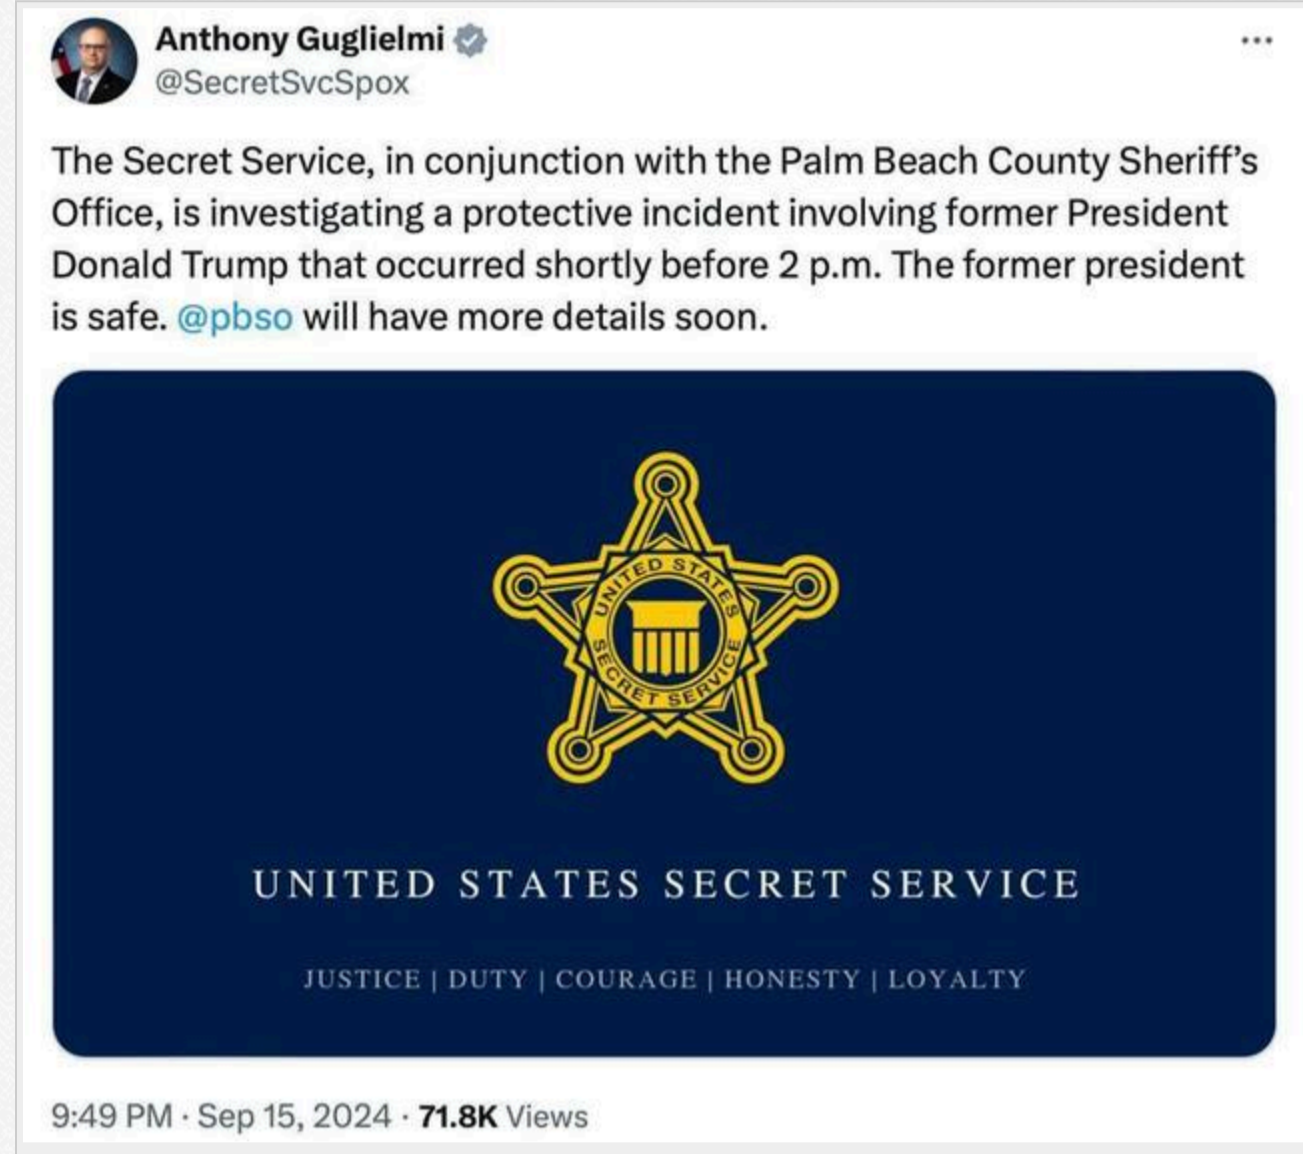 Anthony Guglielmi
@SecretSvcSpox
The Secret Service, in conjunction with the Palm Beach County Sheriff’s
Office, is investigating a protective incident involving former President
Donald Trump that occurred shortly before 2 p.m. The former president
is safe. @pbso will have more details soon.
UNITED STATES
SECRET SERVICE
UNITED STATES SECRET SERVICE
JUSTICE | DUTY | COURAGE | HONESTY | LOYALTY
9:49 PM · Sep 15, 2024 · 71.8K Views